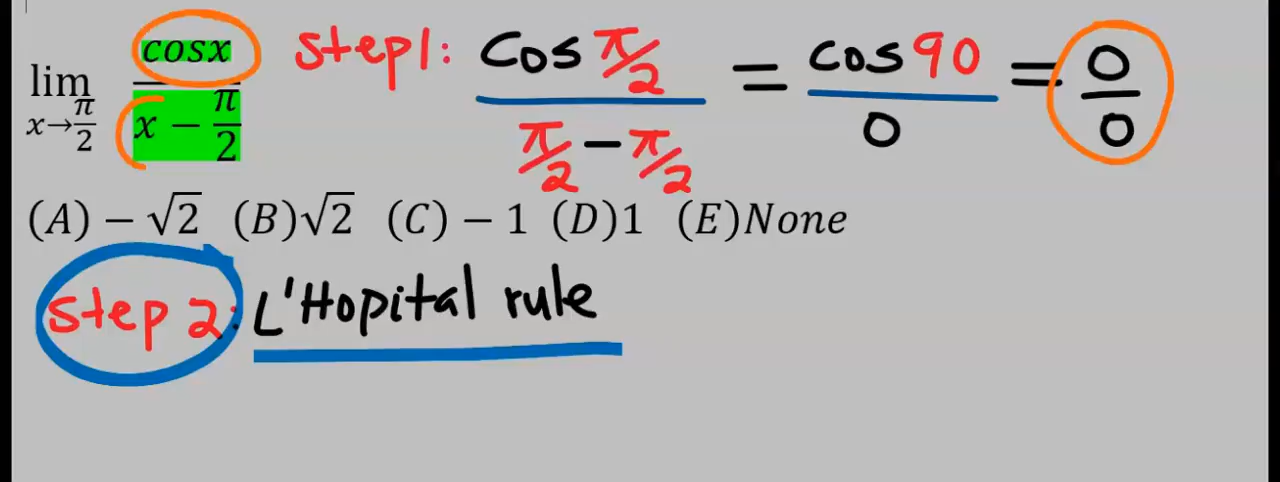 lim x→π/2 cosx / (x − π/2) step1: Cos π/2 / (π/2 − π/2) = cos 90 / 0 = 0/0
(A) − √2 (B)√2 (C) − 1 (D)1 (E)None
step 2: L'Hopital rule